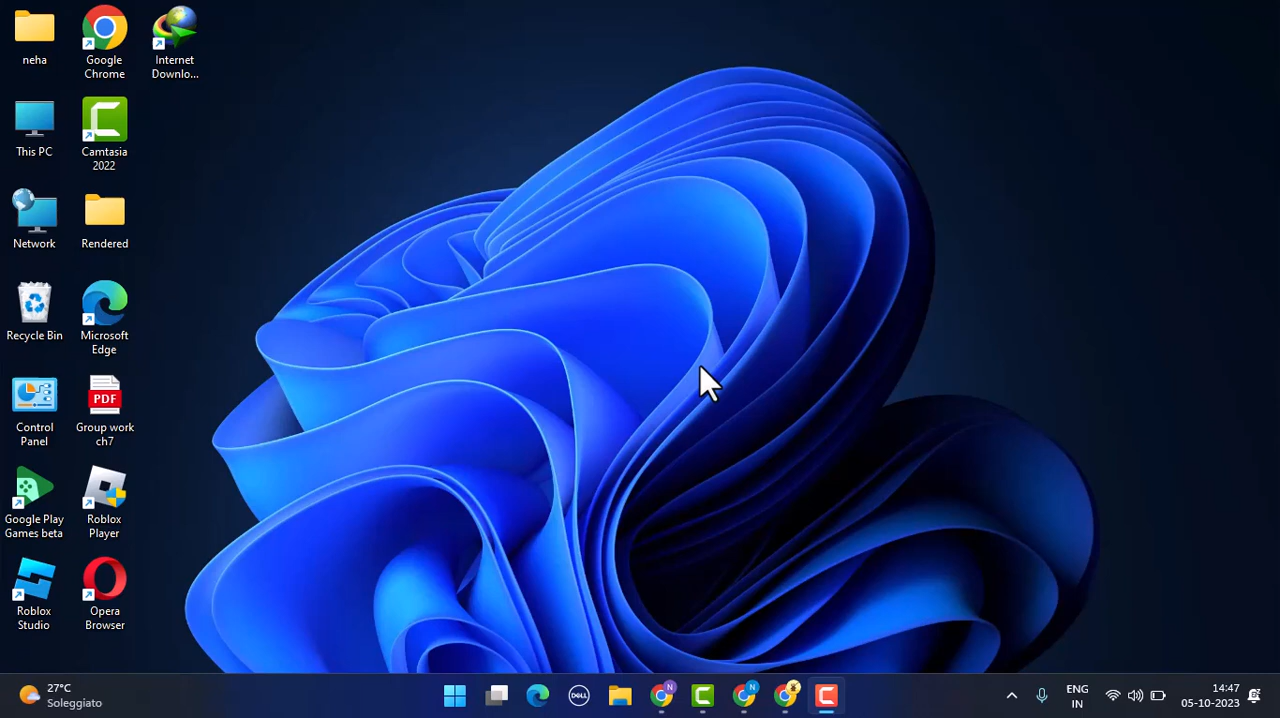 neha
Google
Chrome
Internet
Downlo...
This PC
Camtasia
2022
Network
Rendered
Recycle Bin
Microsoft
Edge
Control
Panel
PDF
Group work
ch7
Google Play
Games beta
Roblox
Player
Roblox
Studio
Opera
Browser
27°C
Soleggiato
DELL
N
N
ENG
IN
14:47
05-10-2023